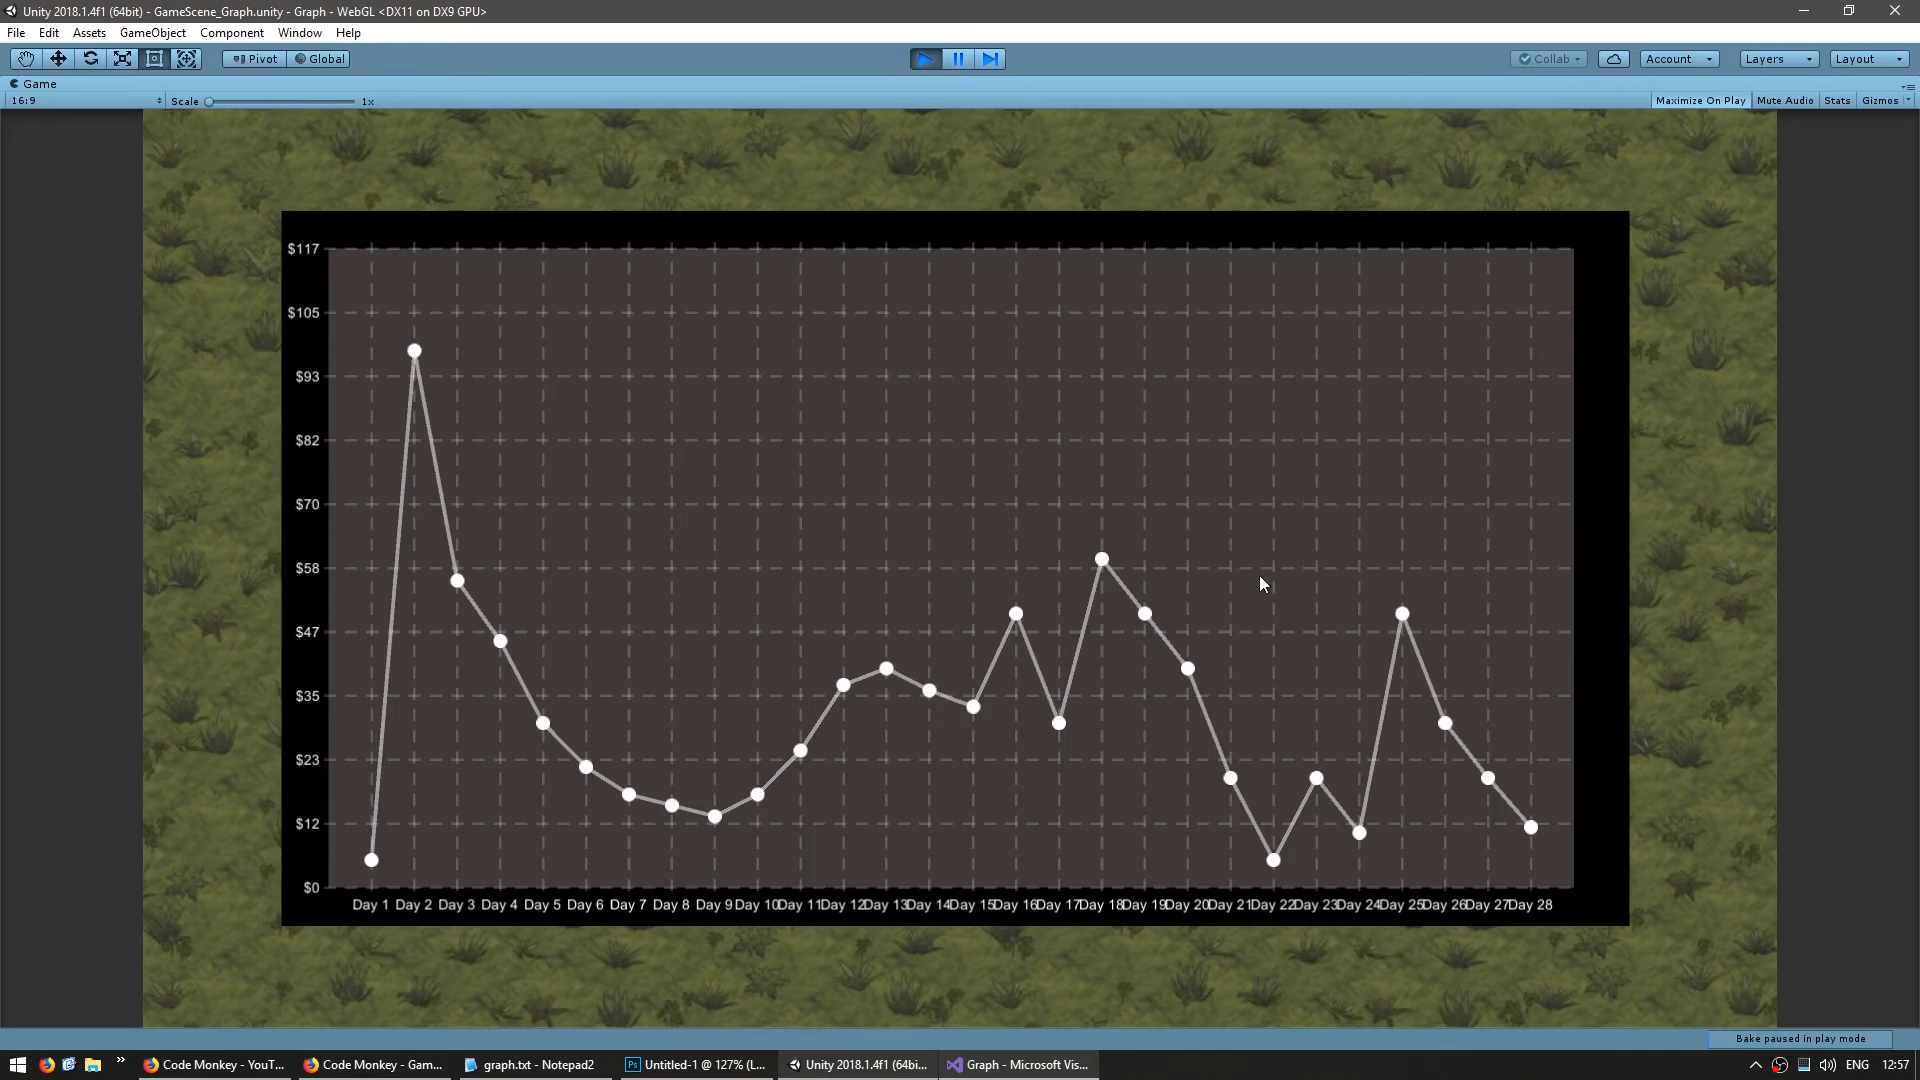 Unity 2018.1.4f1 (64bit) - GameScene_Graph.unity - Graph - WebGL <DX11 on DX9 GPU>
File Edit Assets GameObject Component Window Help
Pivot Global Collab Account Layers Layout
Game
16:9 Scale 1x Maximize On Play Mute Audio Stats Gizmos
$117
$105
$93
$82
$70
$58
$47
$35
$23
$12
$0
Day 1 Day 2 Day 3 Day 4 Day 5 Day 6 Day 7 Day 8 Day 9 Day 10 Day 11 Day 12 Day 13 Day 14 Day 15 Day 16 Day 17 Day 18 Day 19 Day 20 Day 21 Day 22 Day 23 Day 24 Day 25 Day 26 Day 27 Day 28
Bake paused in play mode
Code Monkey - YouT... Code Monkey - Gam... graph.txt - Notepad2 Untitled-1 @ 127% (L... Unity 2018.1.4f1 (64bi... Graph - Microsoft Vis... ENG 12:57